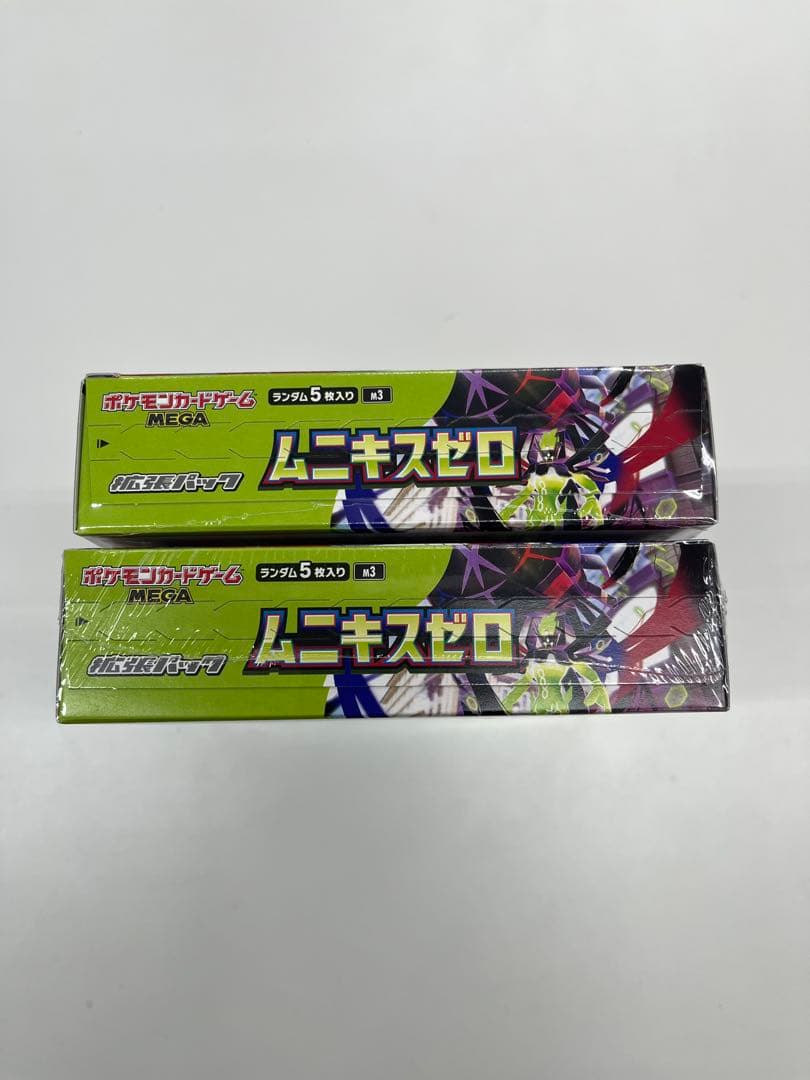 ポケモンカードゲーム
MEGA
ランダム5枚入り M3
拡張パック
ムニキスゼロ
ポケモンカードゲーム
MEGA
ランダム5枚入り M3
拡張パック
ムニキスゼロ